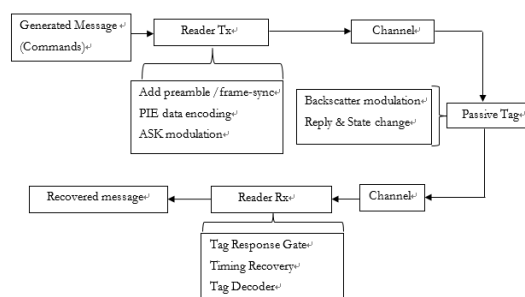 Generated Message
(Commands)
Reader Tx
Channel
Add preamble /frame-sync
PIE data encoding
ASK modulation
Backscatter modulation
Reply & State change
Passive Tag
Recovered message
Reader Rx
Channel
Tag Response Gate
Timing Recovery
Tag Decoder